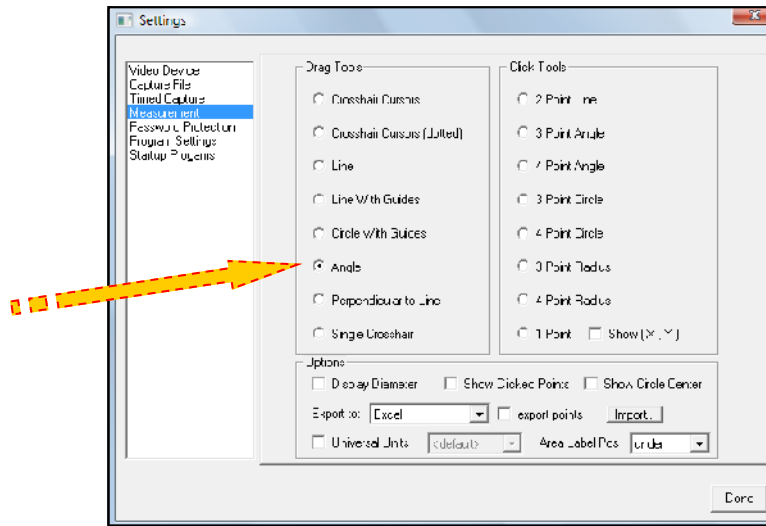 Settings
Video Device
Capture File
Timed Capture
Measurement
Password Protection
Program Settings
Startup Programs
Drag Tools
Crosshair Cursors
Crosshair Cursors (dotted)
Line
Line With Guides
Circle With Guides
Angle
Perpendicular to Line
Single Crosshair
Click Tools
2 Point Line
3 Point Angle
4 Point Angle
3 Point Circle
4 Point Circle
3 Point Radius
4 Point Radius
1 Point Show (X, Y)
Options
Display Diameter Show Clicked Points Show Circle Center
Export to: Excel export points Import..
Universal Units <default> Area Label Pos under
Done